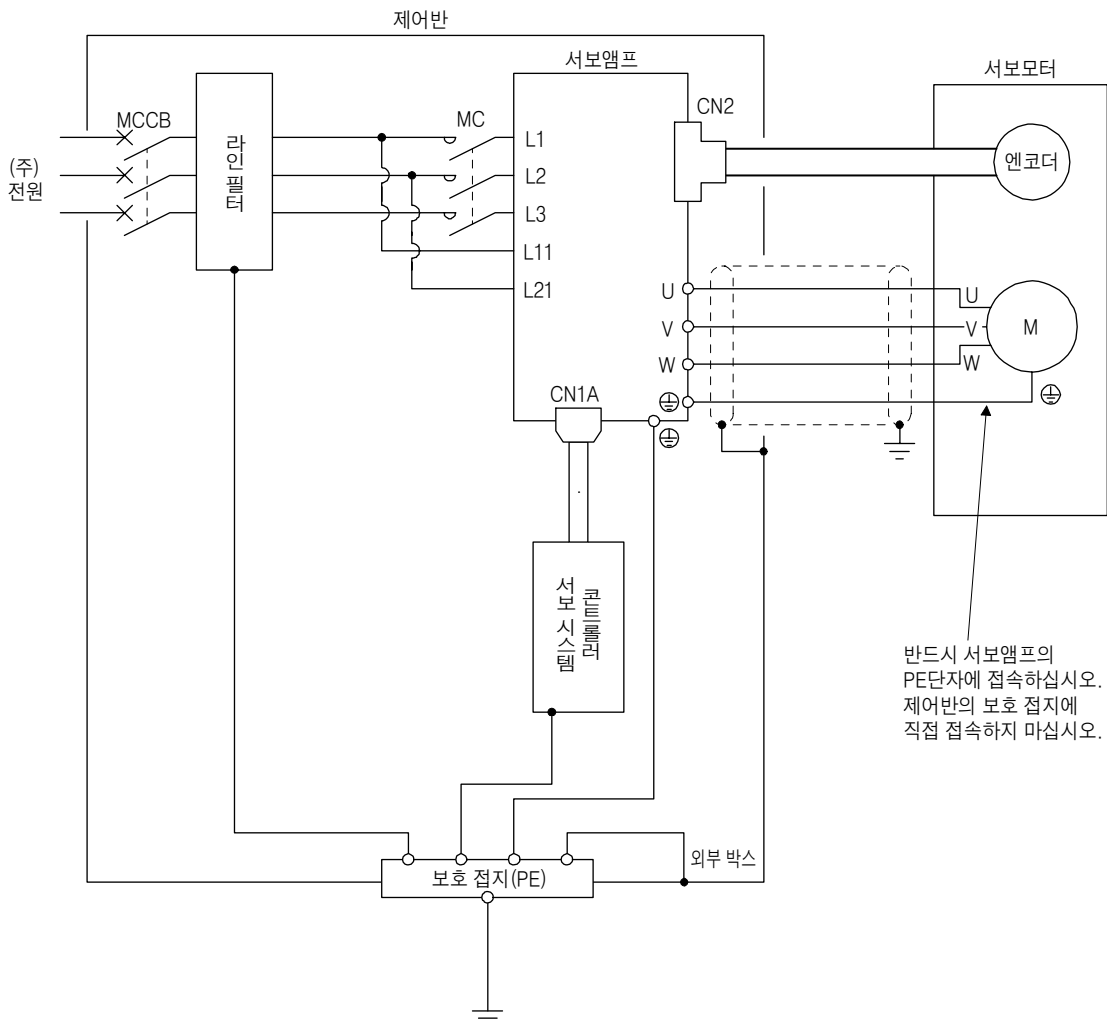 제어반
서보앰프
서보모터
MCCB
MC
CN2
라인 필터
(주)
전원
L1
L2
L3
L11
L21
엔코더
U
V
W
U
V
W
M
CN1A
서보 시스템
콘트롤러
반드시 서보앰프의
PE단자에 접속하십시오.
제어반의 보호 접지에
직접 접속하지 마십시오.
외부 박스
보호 접지(PE)